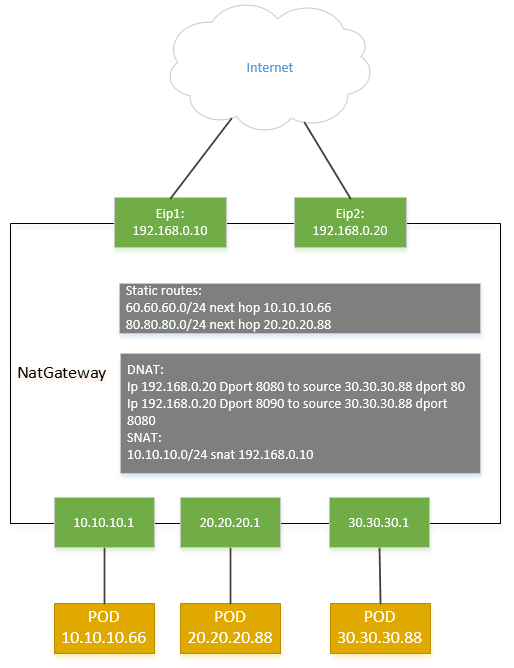 Internet
Eip1:
192.168.0.10
Eip2:
192.168.0.20
Static routes:
60.60.60.0/24 next hop 10.10.10.66
80.80.80.0/24 next hop 20.20.20.88
NatGateway
DNAT:
Ip 192.168.0.20 Dport 8080 to source 30.30.30.88 dport 80
Ip 192.168.0.20 Dport 8090 to source 30.30.30.88 dport
8080
SNAT:
10.10.10.0/24 snat 192.168.0.10
10.10.10.1
20.20.20.1
30.30.30.1
POD
10.10.10.66
POD
20.20.20.88
POD
30.30.30.88